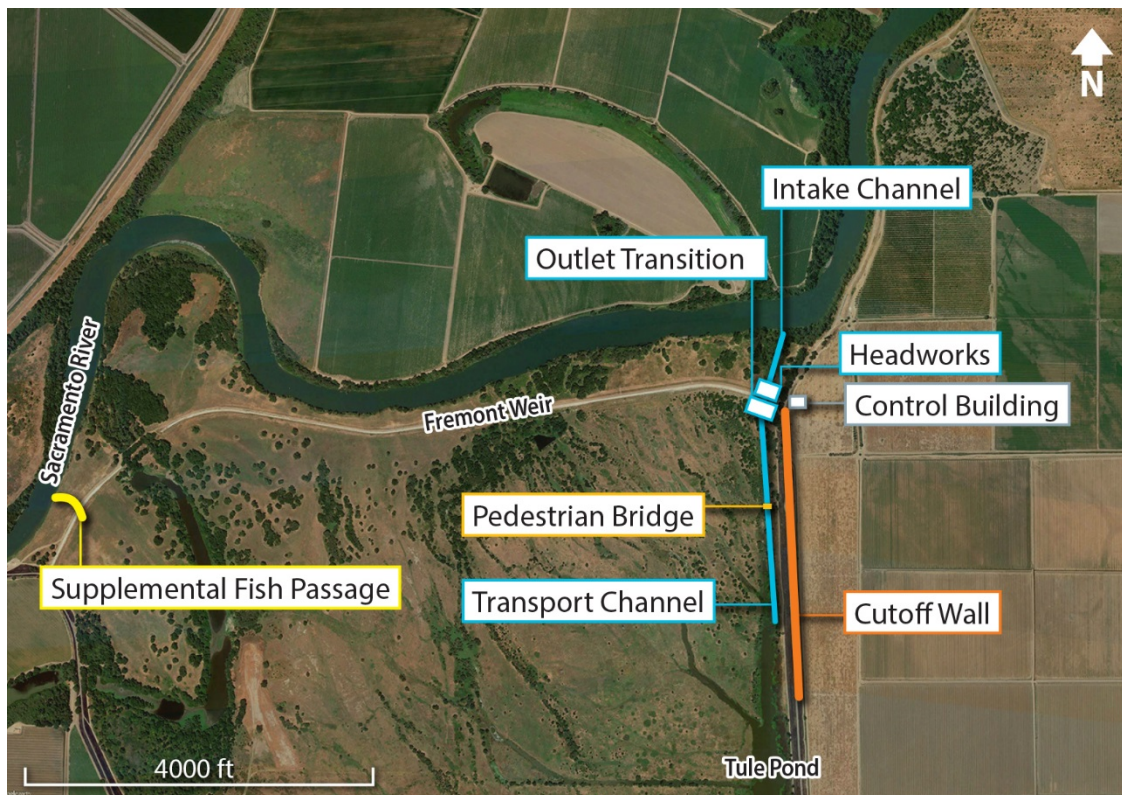 N
Intake Channel
Outlet Transition
Sacramento River
Headworks
Fremont Weir
Control Building
Pedestrian Bridge
Supplemental Fish Passage
Transport Channel
Cutoff Wall
4000 ft
Tule Pond